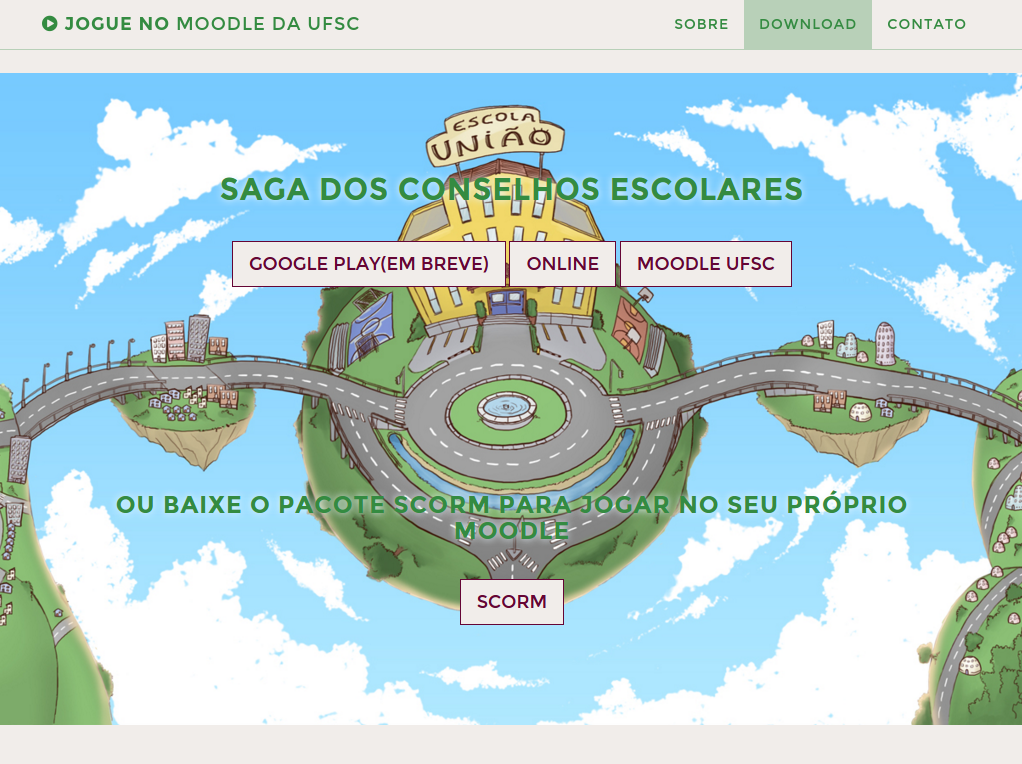 JOGUE NO MOODLE DA UFSC
SOBRE
DOWNLOAD
CONTATO
ESCOLA
UNIÃO
SAGA DOS CONSELHOS ESCOLARES
GOOGLE PLAY(EM BREVE)
ONLINE
MOODLE UFSC
OU BAIXE O PACOTE SCORM PARA JOGAR NO SEU PRÓPRIO
MOODLE
SCORM